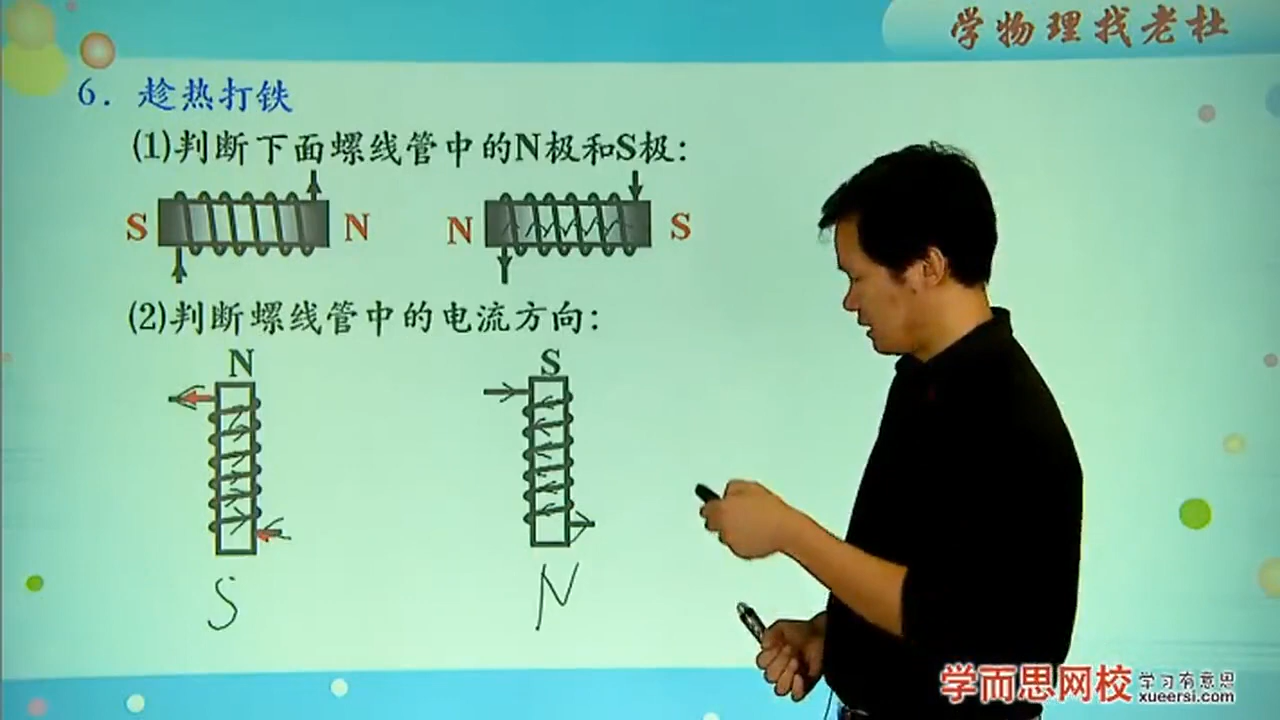 学物理找老杜
6. 趁热打铁
(1)判断下面螺线管中的N极和S极:
S N N S
(2)判断螺线管中的电流方向:
N S
S N
学而思网校 学习有意思
xueersi.com